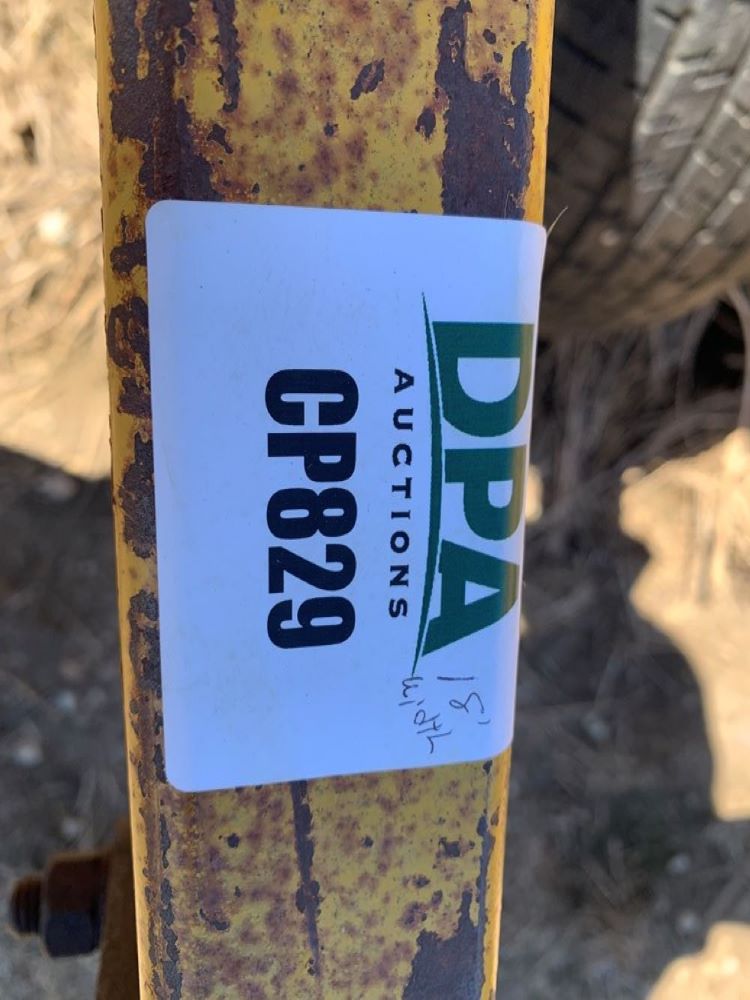 DPA
AUCTIONS
CP829
18'
width